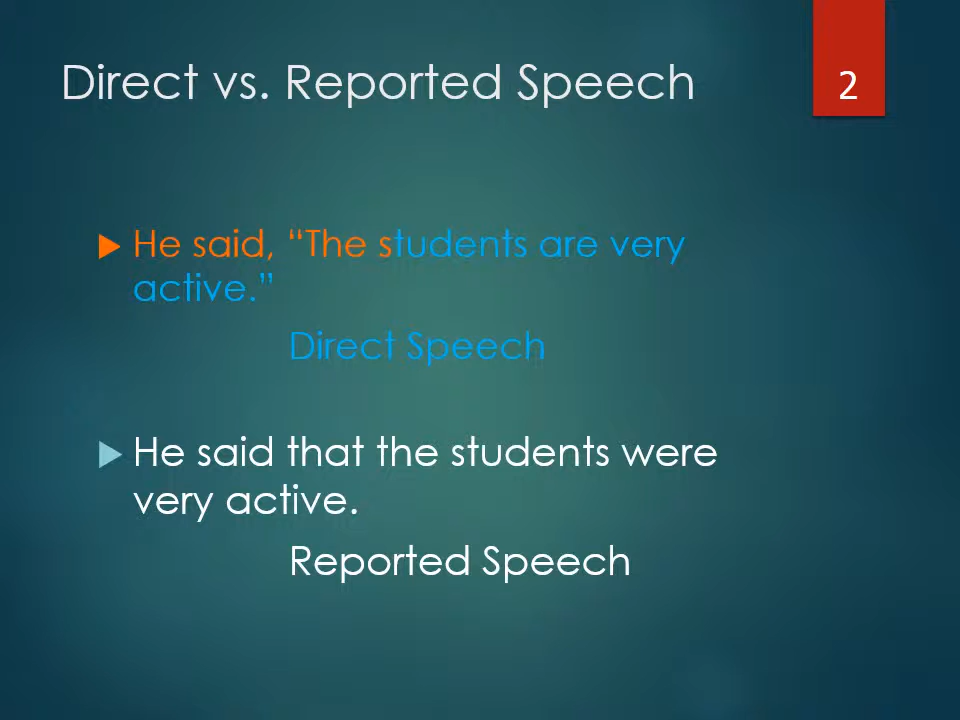 Direct vs. Reported Speech
2
He said, “The students are very
active.”
Direct Speech
He said that the students were
very active.
Reported Speech